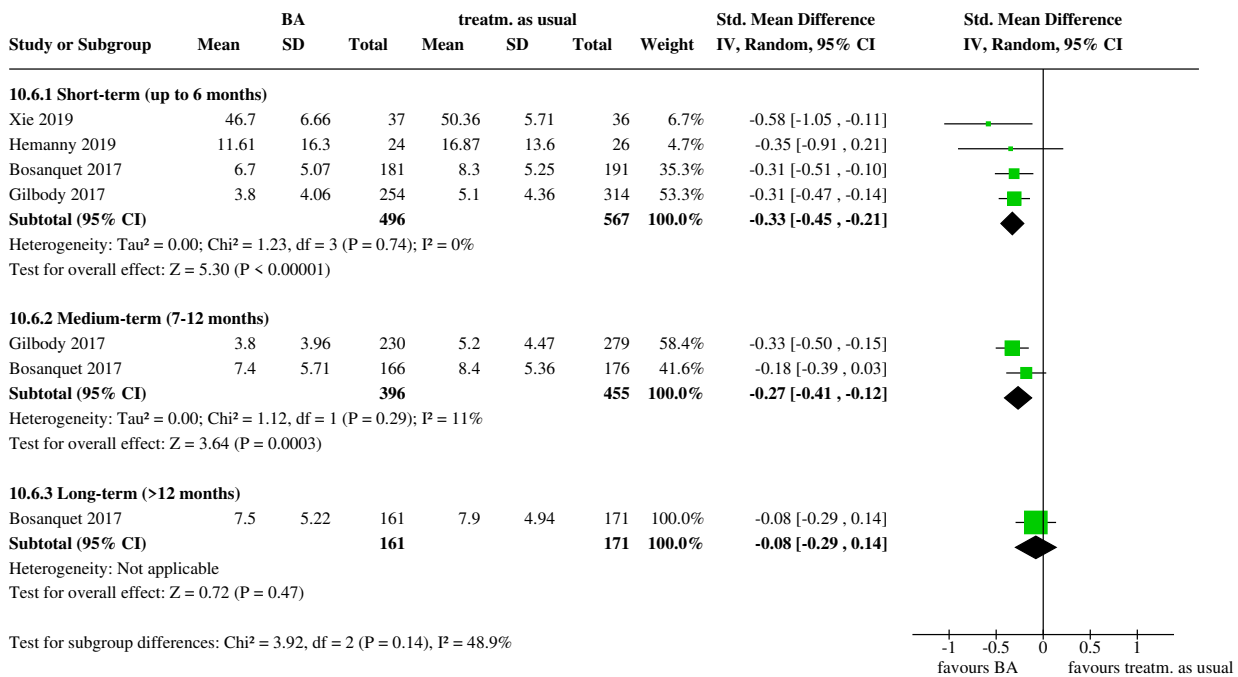 BA treatm. as usual Std. Mean Difference Std. Mean Difference
Study or Subgroup Mean SD Total Mean SD Total Weight IV, Random, 95% CI IV, Random, 95% CI
10.6.1 Short-term (up to 6 months)
Xie 2019 46.7 6.66 37 50.36 5.71 36 6.7% -0.58 [-1.05 , -0.11]
Hemanny 2019 11.61 16.3 24 16.87 13.6 26 4.7% -0.35 [-0.91 , 0.21]
Bosanquet 2017 6.7 5.07 181 8.3 5.25 191 35.3% -0.31 [-0.51 , -0.10]
Gilbody 2017 3.8 4.06 254 5.1 4.36 314 53.3% -0.31 [-0.47 , -0.14]
Subtotal (95% CI) 496 567 100.0% -0.33 [-0.45 , -0.21]
Heterogeneity: Tau² = 0.00; Chi² = 1.23, df = 3 (P = 0.74); I² = 0%
Test for overall effect: Z = 5.30 (P < 0.00001)
10.6.2 Medium-term (7-12 months)
Gilbody 2017 3.8 3.96 230 5.2 4.47 279 58.4% -0.33 [-0.50 , -0.15]
Bosanquet 2017 7.4 5.71 166 8.4 5.36 176 41.6% -0.18 [-0.39 , 0.03]
Subtotal (95% CI) 396 455 100.0% -0.27 [-0.41 , -0.12]
Heterogeneity: Tau² = 0.00; Chi² = 1.12, df = 1 (P = 0.29); I² = 11%
Test for overall effect: Z = 3.64 (P = 0.0003)
10.6.3 Long-term (>12 months)
Bosanquet 2017 7.5 5.22 161 7.9 4.94 171 100.0% -0.08 [-0.29 , 0.14]
Subtotal (95% CI) 161 171 100.0% -0.08 [-0.29 , 0.14]
Heterogeneity: Not applicable
Test for overall effect: Z = 0.72 (P = 0.47)
Test for subgroup differences: Chi² = 3.92, df = 2 (P = 0.14), I² = 48.9%
-1 -0.5 0 0.5 1
favours BA favours treatm. as usual